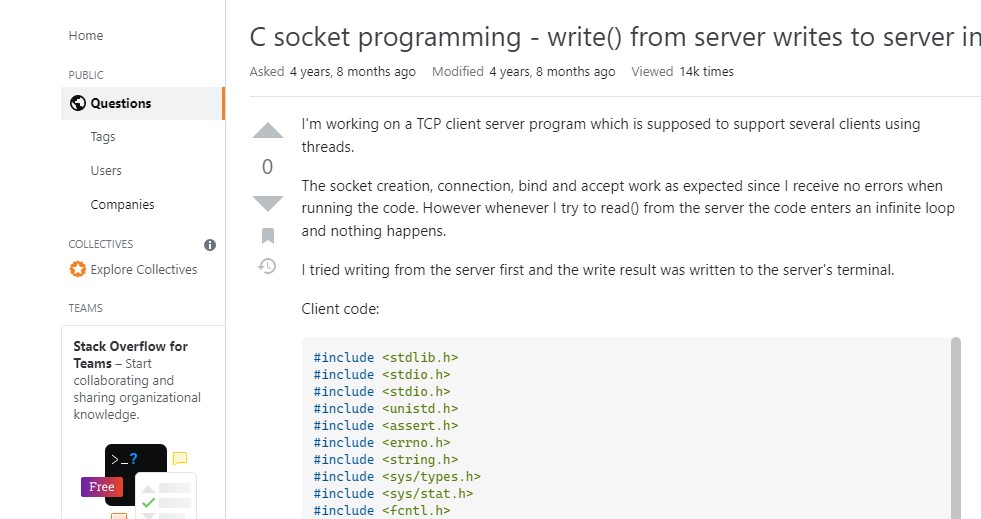 Home
PUBLIC
Questions
Tags
Users
Companies
COLLECTIVES
Explore Collectives
TEAMS
Stack Overflow for
Teams – Start
collaborating and
sharing organizational
knowledge.
>_?
Free
C socket programming - write() from server writes to server in
Asked 4 years, 8 months ago Modified 4 years, 8 months ago Viewed 14k times
0
I'm working on a TCP client server program which is supposed to support several clients using
threads.
The socket creation, connection, bind and accept work as expected since I receive no errors when
running the code. However whenever I try to read() from the server the code enters an infinite loop
and nothing happens.
I tried writing from the server first and the write result was written to the server's terminal.
Client code:
#include <stdlib.h>
#include <stdio.h>
#include <stdio.h>
#include <unistd.h>
#include <assert.h>
#include <errno.h>
#include <string.h>
#include <sys/types.h>
#include <sys/stat.h>
#include <fcntl.h>